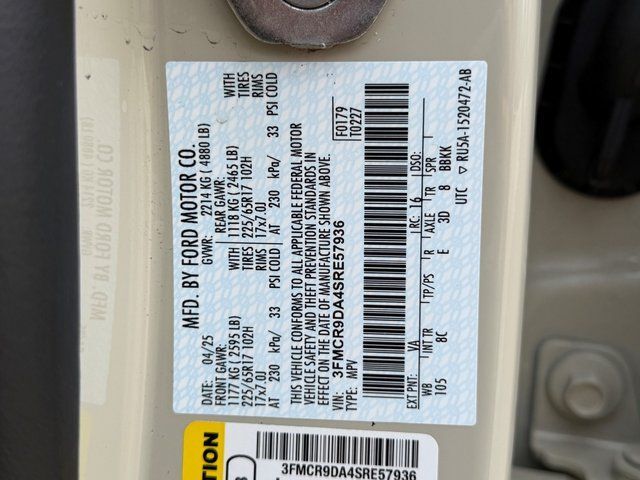 MFD. BY FORD MOTOR CO.
DATE: 04/25 GVWR: 2214 KG (4880 LB)
FRONT GAWR: REAR GAWR:
1177 KG (2595 LB) WITH 1118 KG (2465 LB) WITH
225/65R17 102H TIRES 225/65R17 102H TIRES
17x7.0J RIMS 17x7.0J RIMS
AT 230 kPa/ 33 PSI COLD AT 230 kPa/ 33 PSI COLD
THIS VEHICLE CONFORMS TO ALL APPLICABLE FEDERAL MOTOR
VEHICLE SAFETY AND THEFT PREVENTION STANDARDS IN
EFFECT ON THE DATE OF MANUFACTURE SHOWN ABOVE.
VIN: 3FMCR9DA4SRE57936
TYPE: MPV
F0179
T0227
EXT PNT: VA RC: 16 DSO:
WB INT TR TP/PS R AXLE TR SPR
105 8C E 3D 8 BBKK
UTC RU5A-1520472-AB
TION
3FMCR9DA4SRE57936